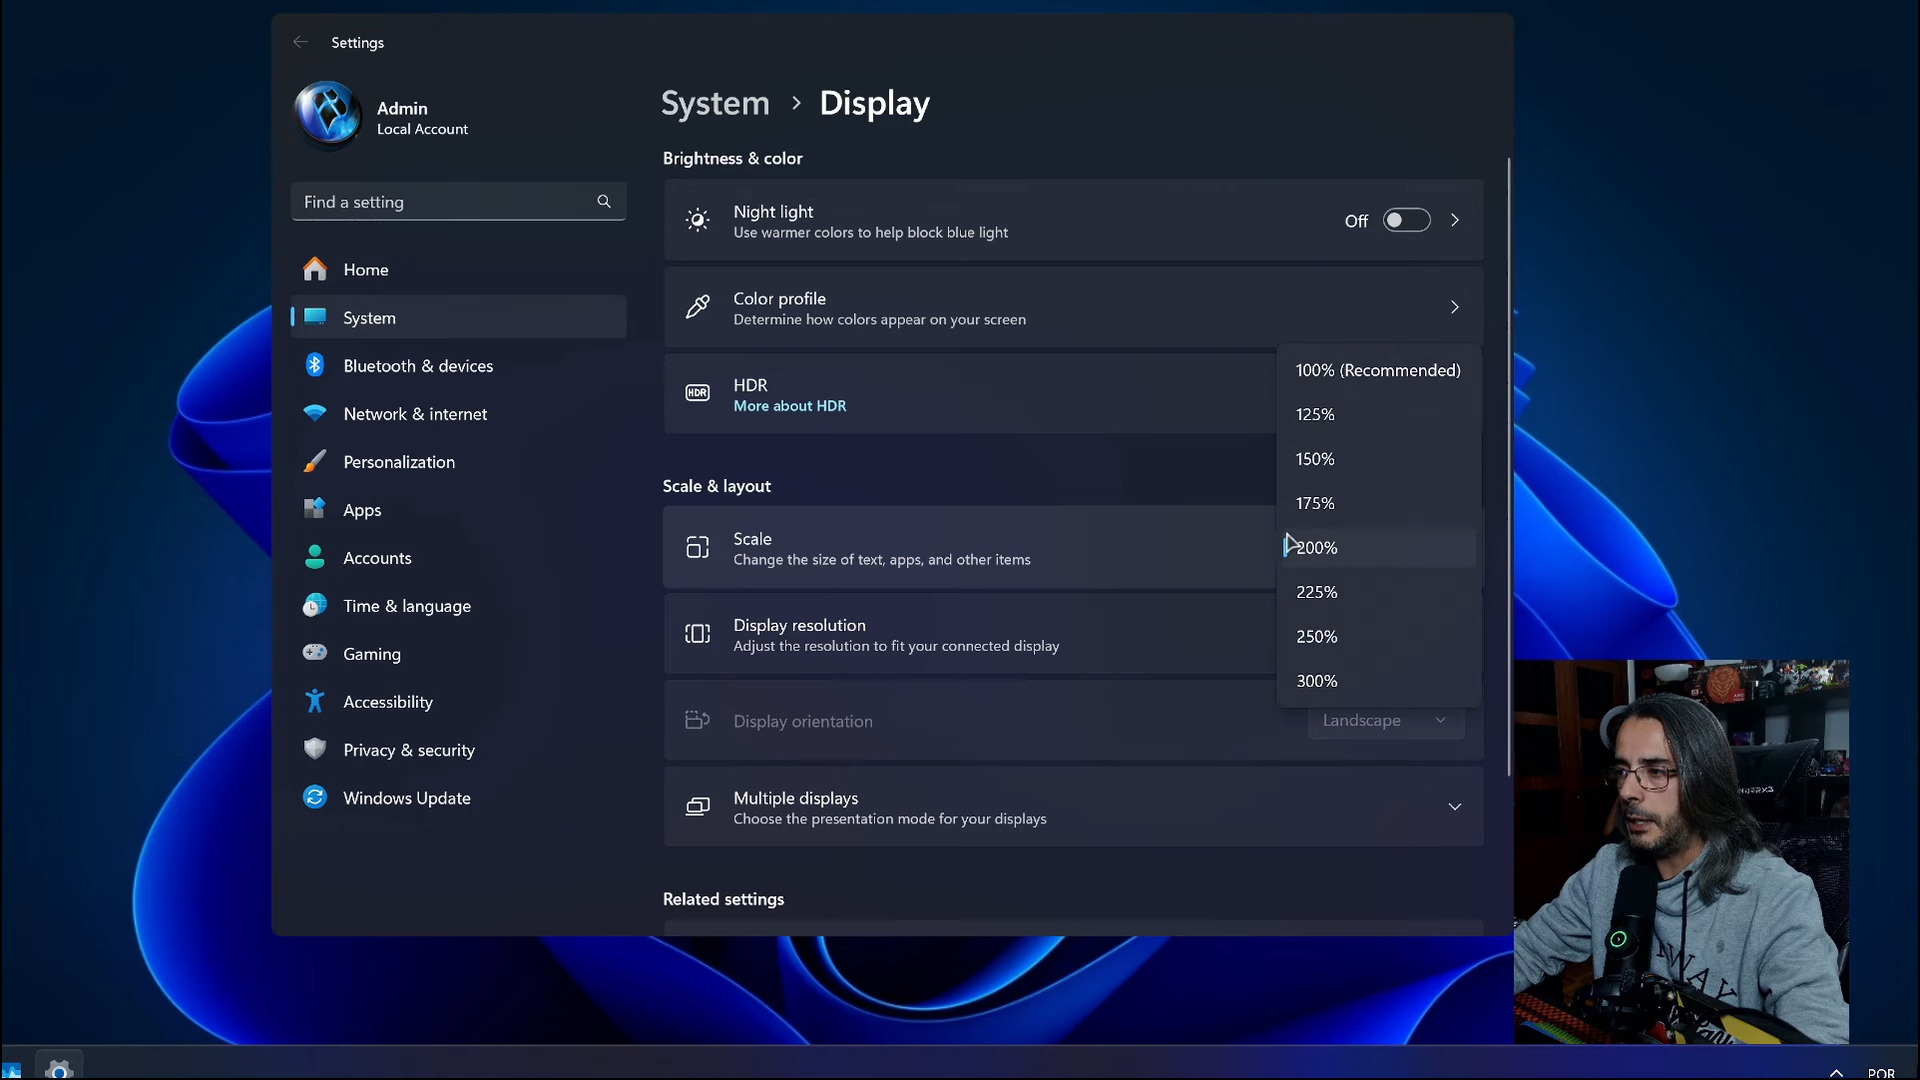 Settings
Admin
Local Account
Find a setting
Home
System
Bluetooth & devices
Network & internet
Personalization
Apps
Accounts
Time & language
Gaming
Accessibility
Privacy & security
Windows Update
System > Display
Brightness & color
Night light
Use warmer colors to help block blue light
Off
Color profile
Determine how colors appear on your screen
HDR
More about HDR
Scale & layout
Scale
Change the size of text, apps, and other items
100% (Recommended)
125%
150%
175%
200%
225%
250%
300%
Display resolution
Adjust the resolution to fit your connected display
Display orientation
Landscape
Multiple displays
Choose the presentation mode for your displays
Related settings
POR